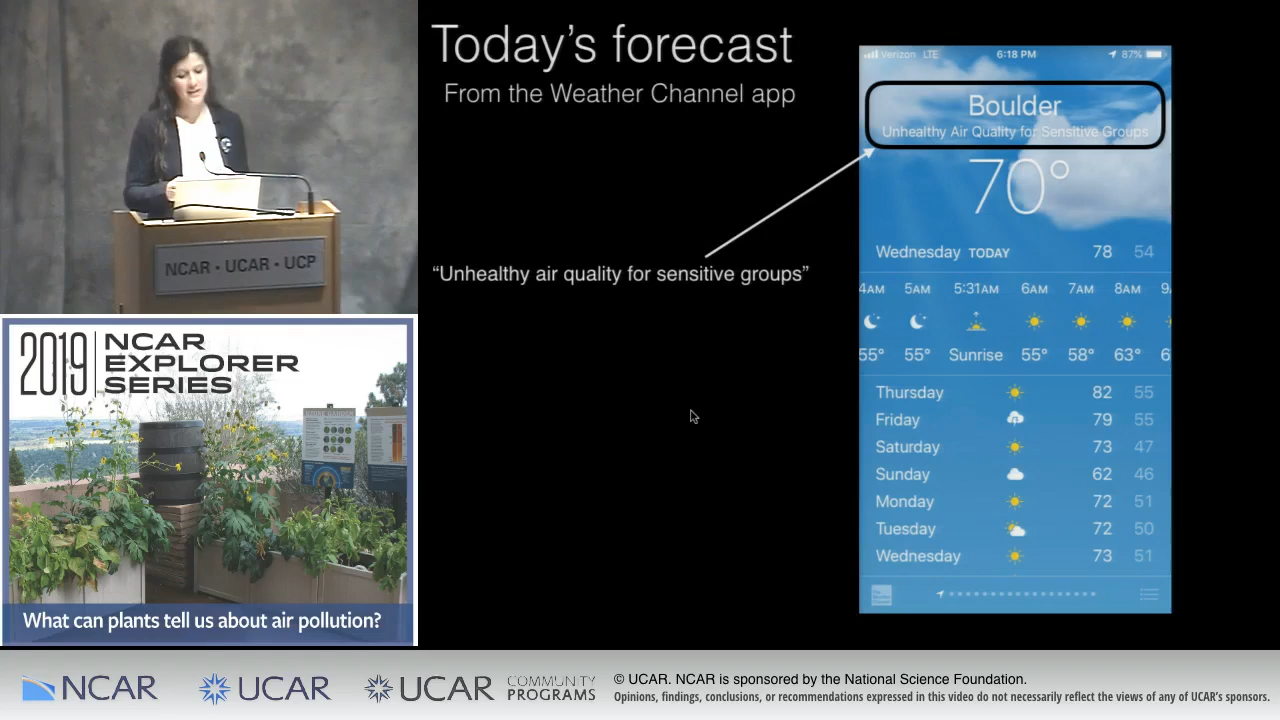 Today's forecast
From the Weather Channel app
"Unhealthy air quality for sensitive groups"
Verizon LTE 6:18 PM 87%
Boulder
Unhealthy Air Quality for Sensitive Groups
70°
Wednesday TODAY 78 54
4AM 5AM 5:31AM 6AM 7AM 8AM 9
55° 55° Sunrise 55° 58° 63° 6
Thursday 82 55
Friday 79 55
Saturday 73 47
Sunday 62 46
Monday 72 51
Tuesday 72 50
Wednesday 73 51
NCAR • UCAR • UCP
2019 NCAR
EXPLORER
SERIES
What can plants tell us about air pollution?
NCAR
UCAR
UCAR COMMUNITY
PROGRAMS
© UCAR. NCAR is sponsored by the National Science Foundation.
Opinions, findings, conclusions, or recommendations expressed in this video do not necessarily reflect the views of any of UCAR's sponsors.